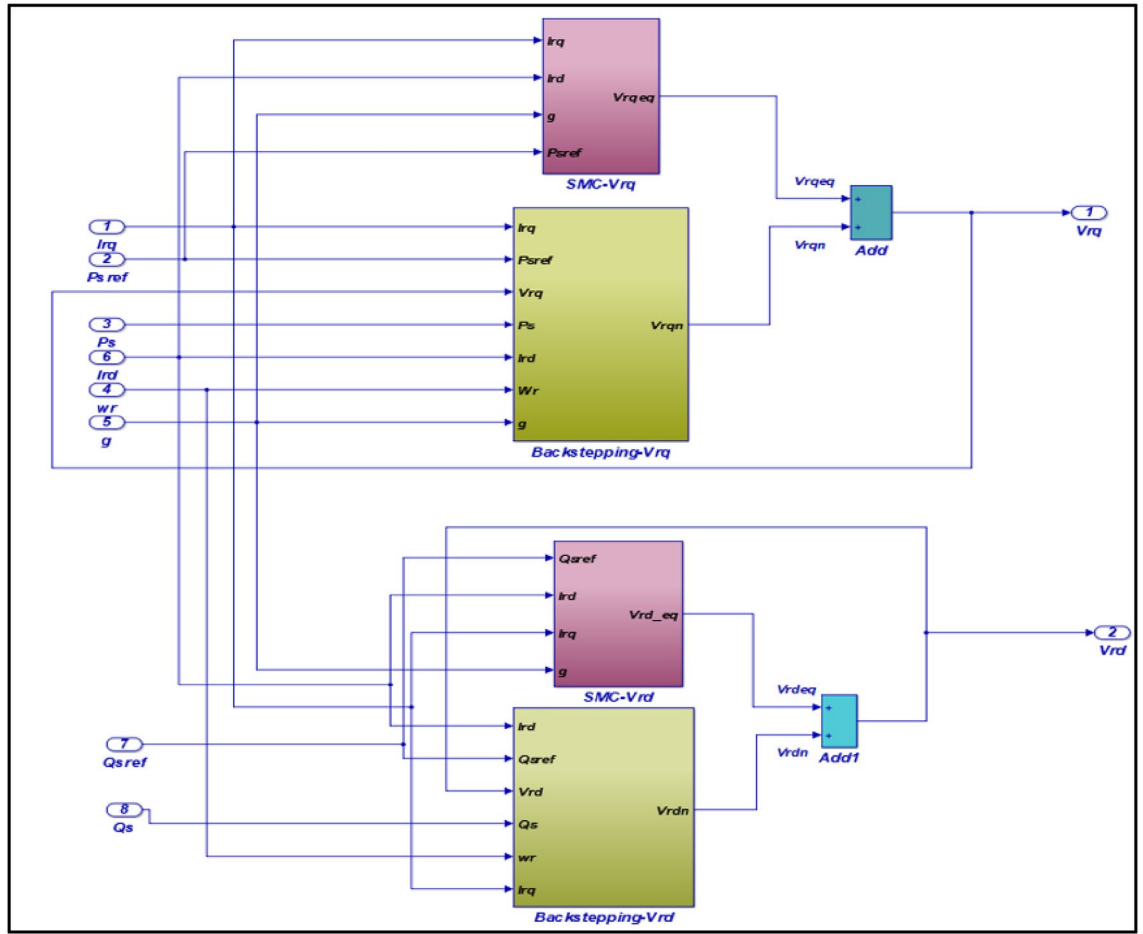 Irq
Ird
g
Psref
Vrqeq
SMC-Vrq
Vrqeq
Vrqn
Add
1
Vrq
1
Irq
2
Psref
3
Ps
6
Ird
4
wr
5
g
Irq
Psref
Vrq
Ps
Ird
Wr
g
Vrqn
Backstepping-Vrq
Qsref
Ird
Irq
g
Vrd_eq
SMC-Vrd
Vrdeq
Vrdn
Add1
2
Vrd
7
Qsref
8
Qs
Ird
Qsref
Vrd
Qs
wr
Irq
Vrdn
Backstepping-Vrd